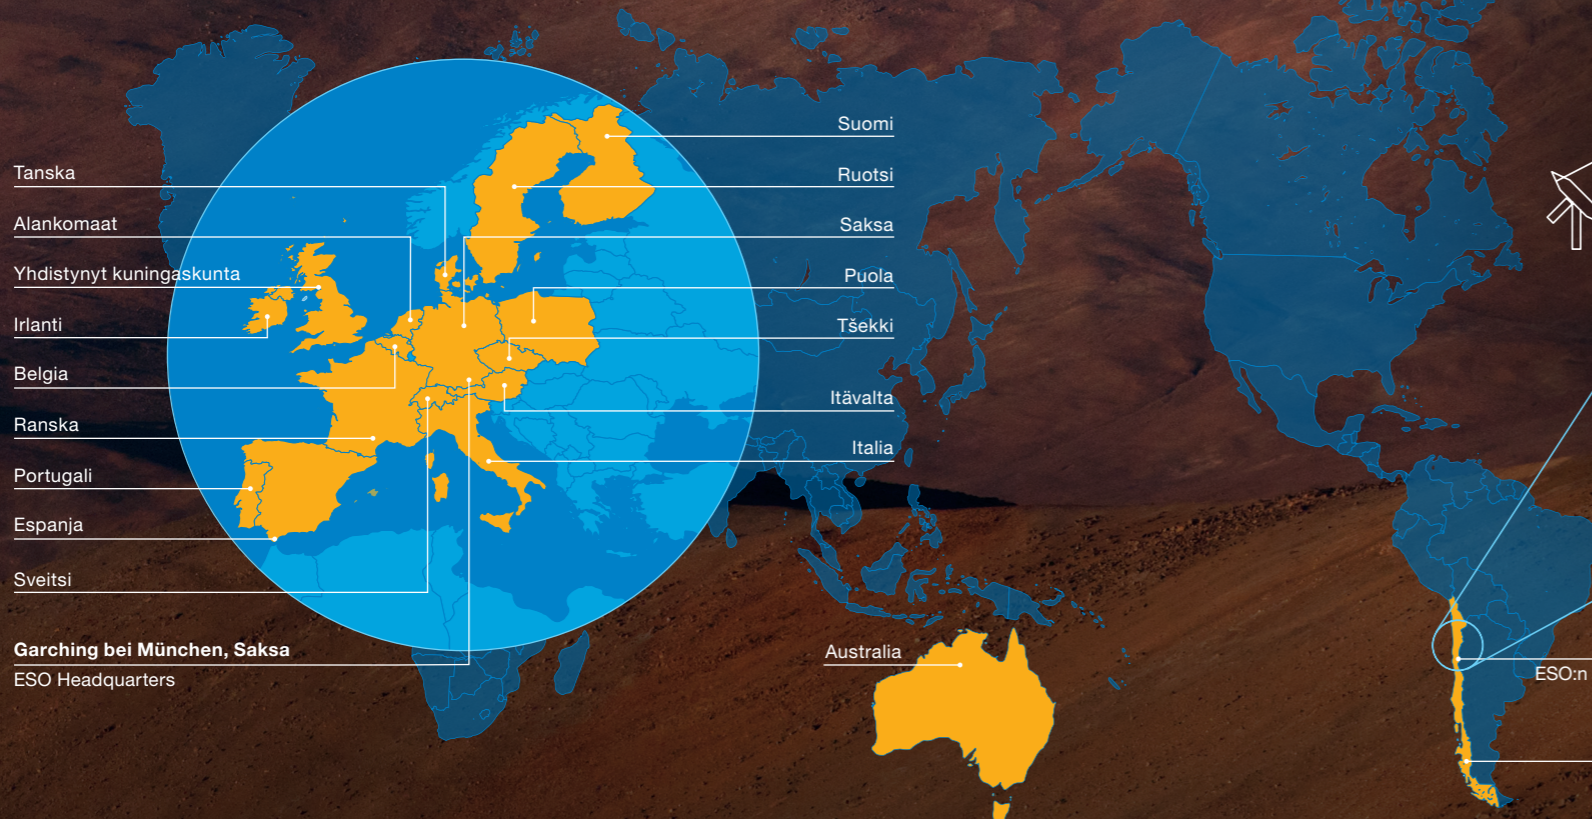 Tanska
Alankomaat
Yhdistynyt kuningaskunta
Irlanti
Belgia
Ranska
Portugali
Espanja
Sveitsi
Garching bei München, Saksa
ESO Headquarters
Suomi
Ruotsi
Saksa
Puola
Tšekki
Itävalta
Italia
Australia
ESO:n